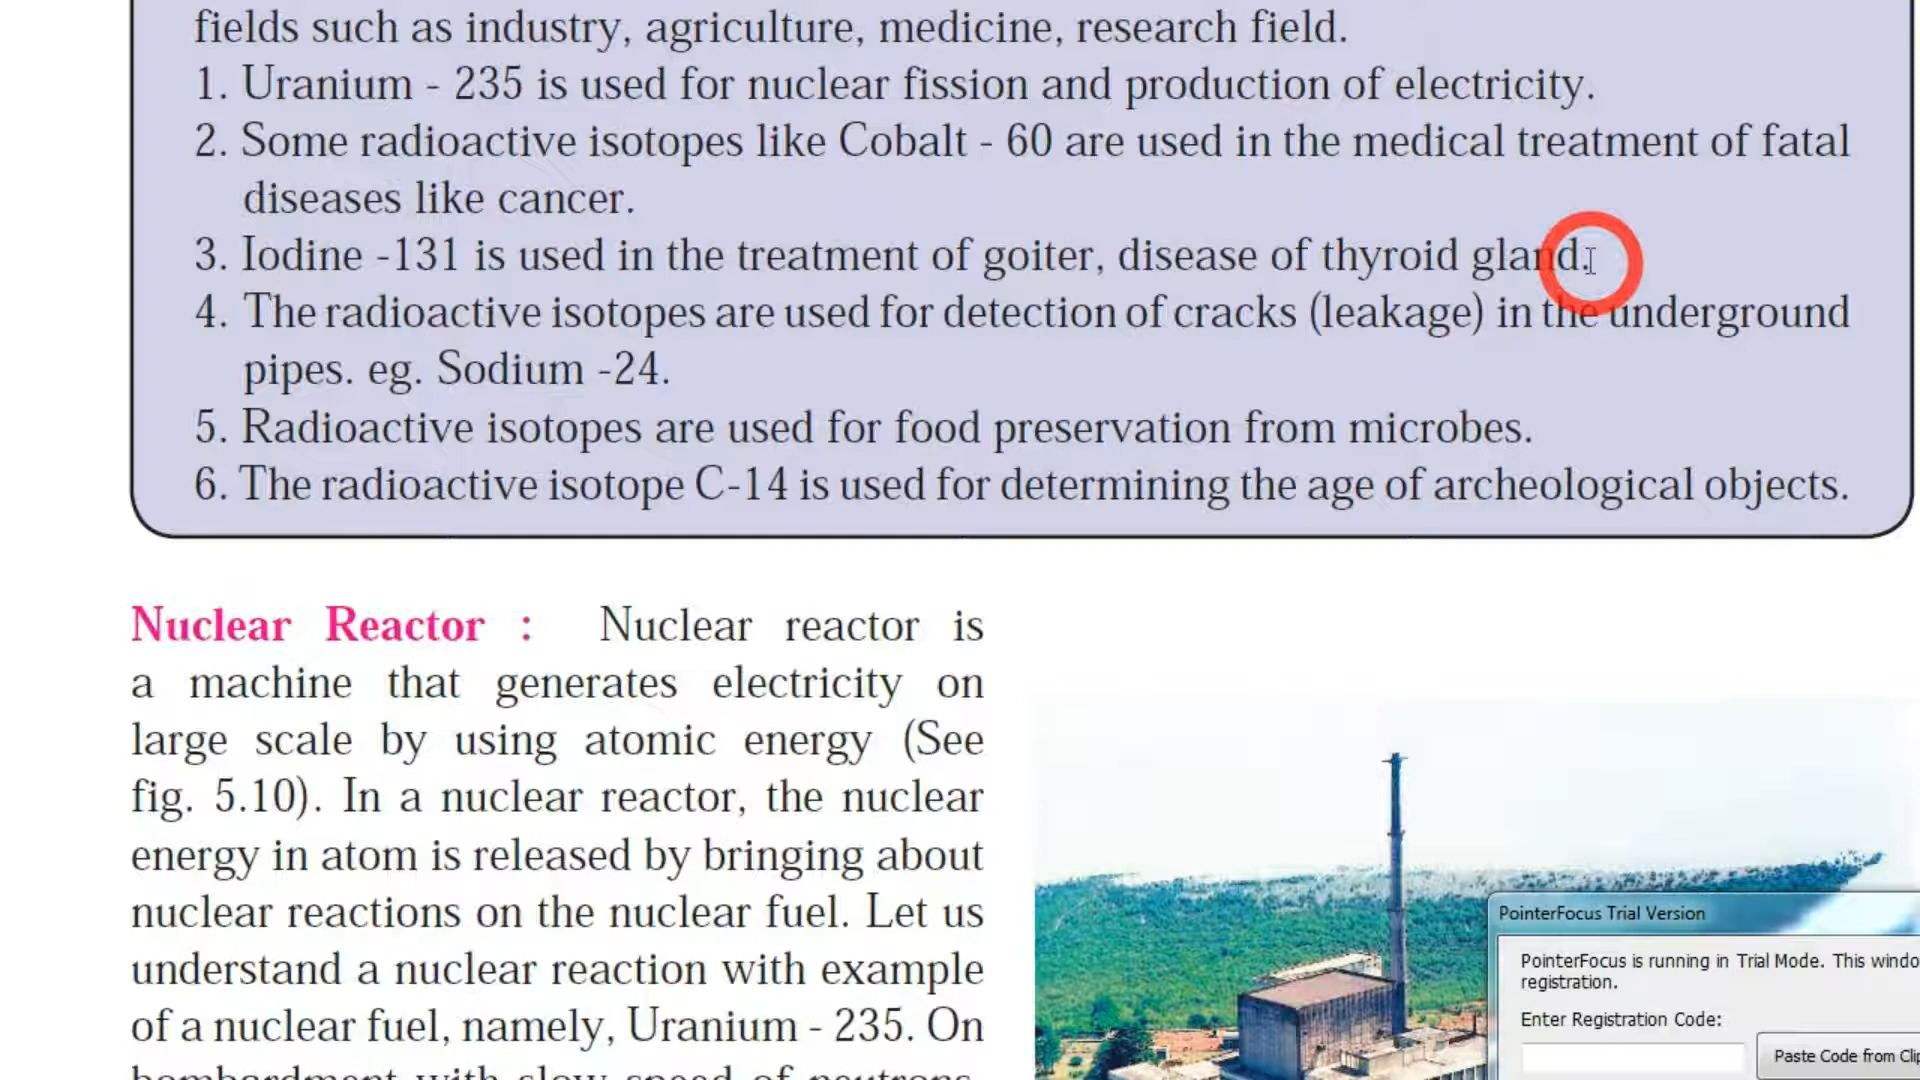 fields such as industry, agriculture, medicine, research field.
1. Uranium - 235 is used for nuclear fission and production of electricity.
2. Some radioactive isotopes like Cobalt - 60 are used in the medical treatment of fatal
diseases like cancer.
3. Iodine -131 is used in the treatment of goiter, disease of thyroid gland.
4. The radioactive isotopes are used for detection of cracks (leakage) in the underground
pipes. eg. Sodium -24.
5. Radioactive isotopes are used for food preservation from microbes.
6. The radioactive isotope C-14 is used for determining the age of archeological objects.
Nuclear Reactor : Nuclear reactor is
a machine that generates electricity on
large scale by using atomic energy (See
fig. 5.10). In a nuclear reactor, the nuclear
energy in atom is released by bringing about
nuclear reactions on the nuclear fuel. Let us
understand a nuclear reaction with example
of a nuclear fuel, namely, Uranium - 235. On
bombardment with slow speed of neutrons,
PointerFocus Trial Version
PointerFocus is running in Trial Mode. This windo
registration.
Enter Registration Code:
Paste Code from Clip